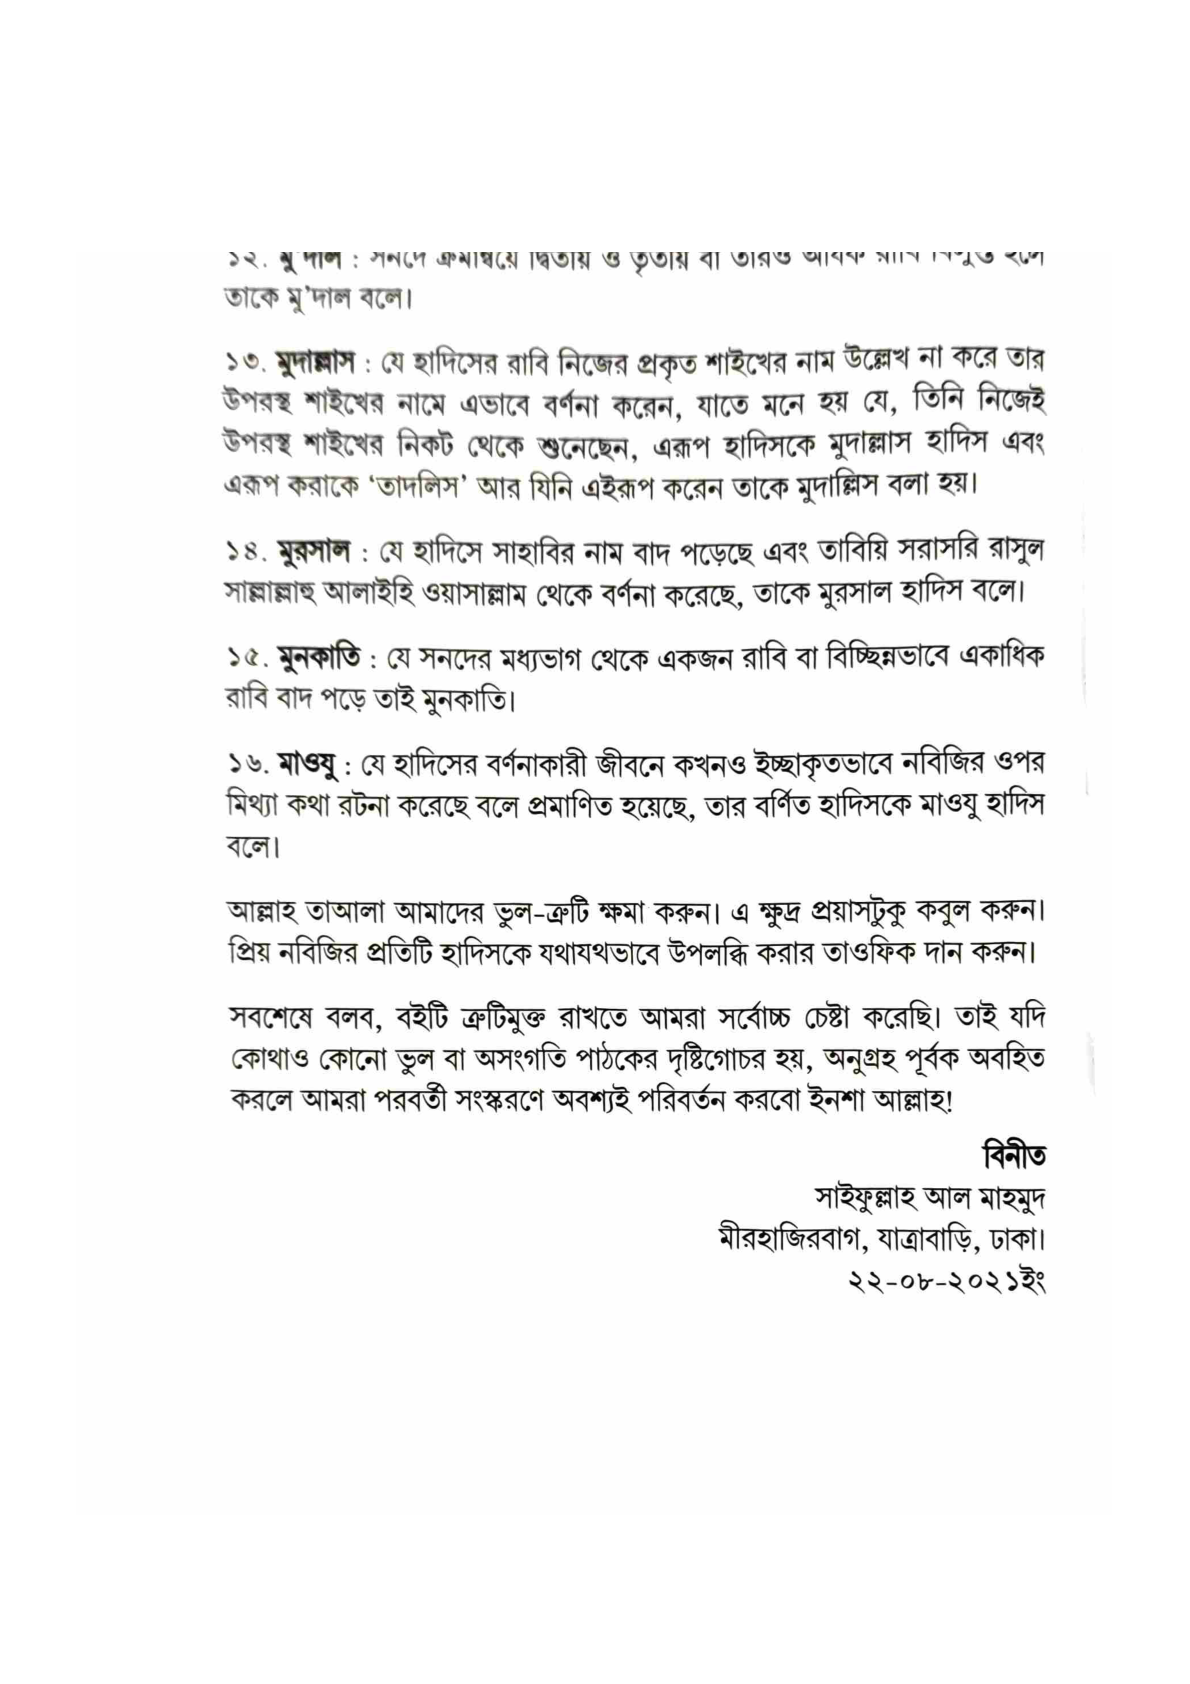 ১২. মু'দাল : সনদে ক্রমান্বয়ে দ্বিতীয় ও তৃতীয় বা তারও অধিক রাবি বিলুপ্ত হলে
তাকে মু'দাল বলে।
১৩. মুদাল্লাস : যে হাদিসের রাবি নিজের প্রকৃত শাইখের নাম উল্লেখ না করে তার
উপরস্থ শাইখের নামে এভাবে বর্ণনা করেন, যাতে মনে হয় যে, তিনি নিজেই
উপরস্থ শাইখের নিকট থেকে শুনেছেন, এরূপ হাদিসকে মুদাল্লাস হাদিস এবং
এরূপ করাকে ‘তাদলিস’ আর যিনি এইরূপ করেন তাকে মুদাল্লিস বলা হয়।
১৪. মুরসাল : যে হাদিসে সাহাবির নাম বাদ পড়েছে এবং তাবিয়ি সরাসরি রাসুল
সাল্লাল্লাহু আলাইহি ওয়াসাল্লাম থেকে বর্ণনা করেছে, তাকে মুরসাল হাদিস বলে।
১৫. মুনকাতি : যে সনদের মধ্যভাগ থেকে একজন রাবি বা বিচ্ছিন্নভাবে একাধিক
রাবি বাদ পড়ে তাই মুনকাতি।
১৬. মাওযু : যে হাদিসের বর্ণনাকারী জীবনে কখনও ইচ্ছাকৃতভাবে নবিজির ওপর
মিথ্যা কথা রটনা করেছে বলে প্রমাণিত হয়েছে, তার বর্ণিত হাদিসকে মাওযু হাদিস
বলে।
আল্লাহ তাআলা আমাদের ভুল-ত্রুটি ক্ষমা করুন। এ ক্ষুদ্র প্রয়াসটুকু কবুল করুন।
প্রিয় নবিজির প্রতিটি হাদিসকে যথাযথভাবে উপলব্ধি করার তাওফিক দান করুন।
সবশেষে বলব, বইটি ত্রুটিমুক্ত রাখতে আমরা সর্বোচ্চ চেষ্টা করেছি। তাই যদি
কোথাও কোনো ভুল বা অসংগতি পাঠকের দৃষ্টিগোচর হয়, অনুগ্রহ পূর্বক অবহিত
করলে আমরা পরবর্তী সংস্করণে অবশ্যই পরিবর্তন করবো ইনশা আল্লাহ!
বিনীত
সাইফুল্লাহ আল মাহমুদ
মীরহাজিরবাগ, যাত্রাবাড়ি, ঢাকা।
২২-০৮-২০২১ইং